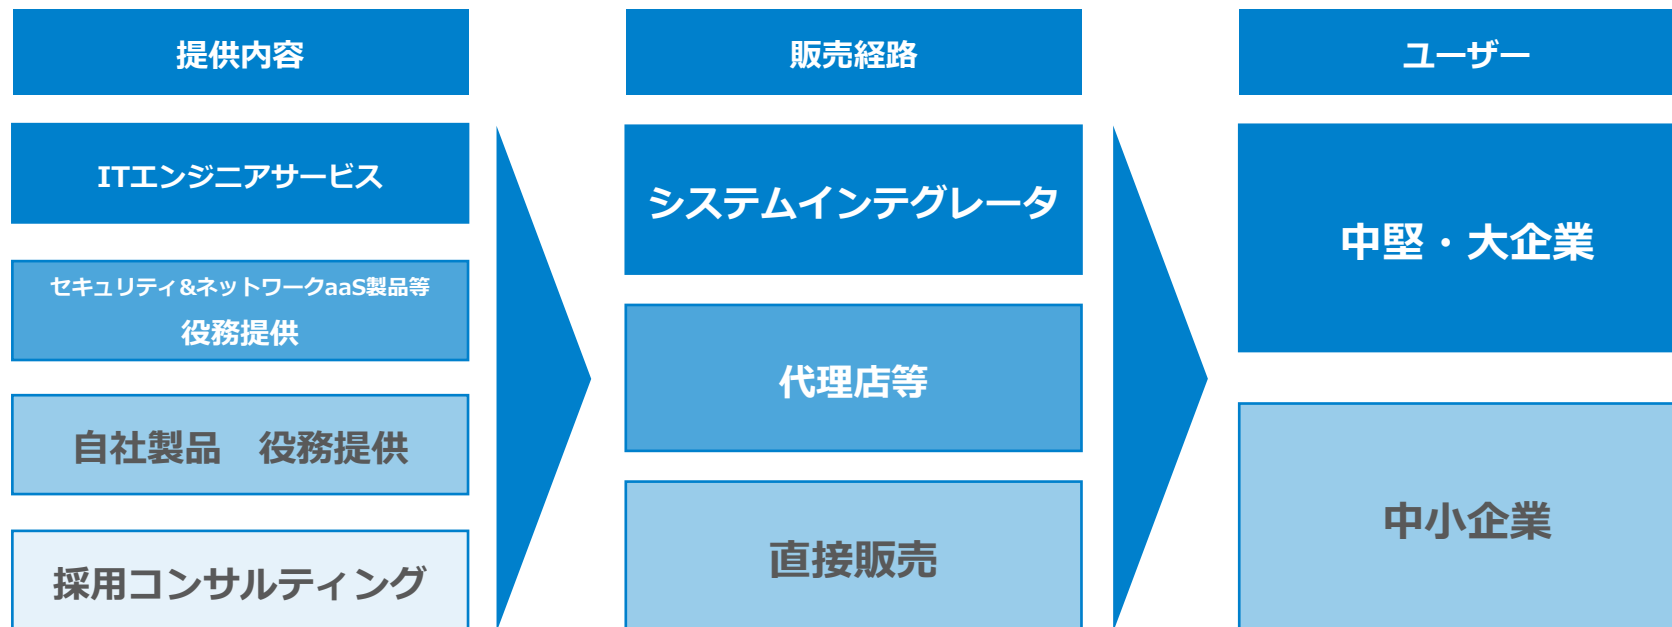 提供内容
ITエンジニアサービス
セキュリティ&ネットワークaaS製品等
役務提供
自社製品　役務提供
採用コンサルティング
販売経路
システムインテグレータ
代理店等
直接販売
ユーザー
中堅・大企業
中小企業